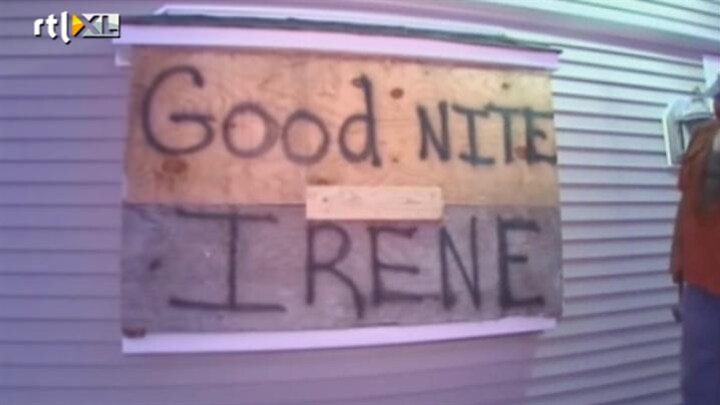 rtl XL
Good NITE
IRENE